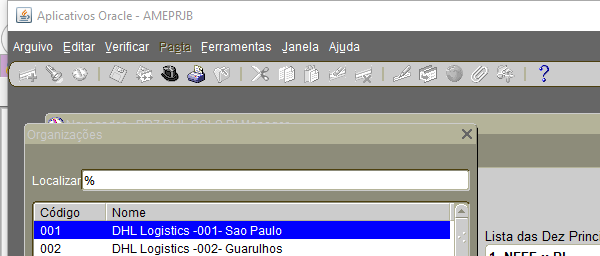 Aplicativos Oracle - AMEPRJB
Arquivo Editar Verificar Pasta Ferramentas Janela Ajuda
Organizações
Localizar %
Código Nome
001 DHL Logistics -001- Sao Paulo
002 DHL Logistics -002- Guarulhos
Lista das Dez Princi